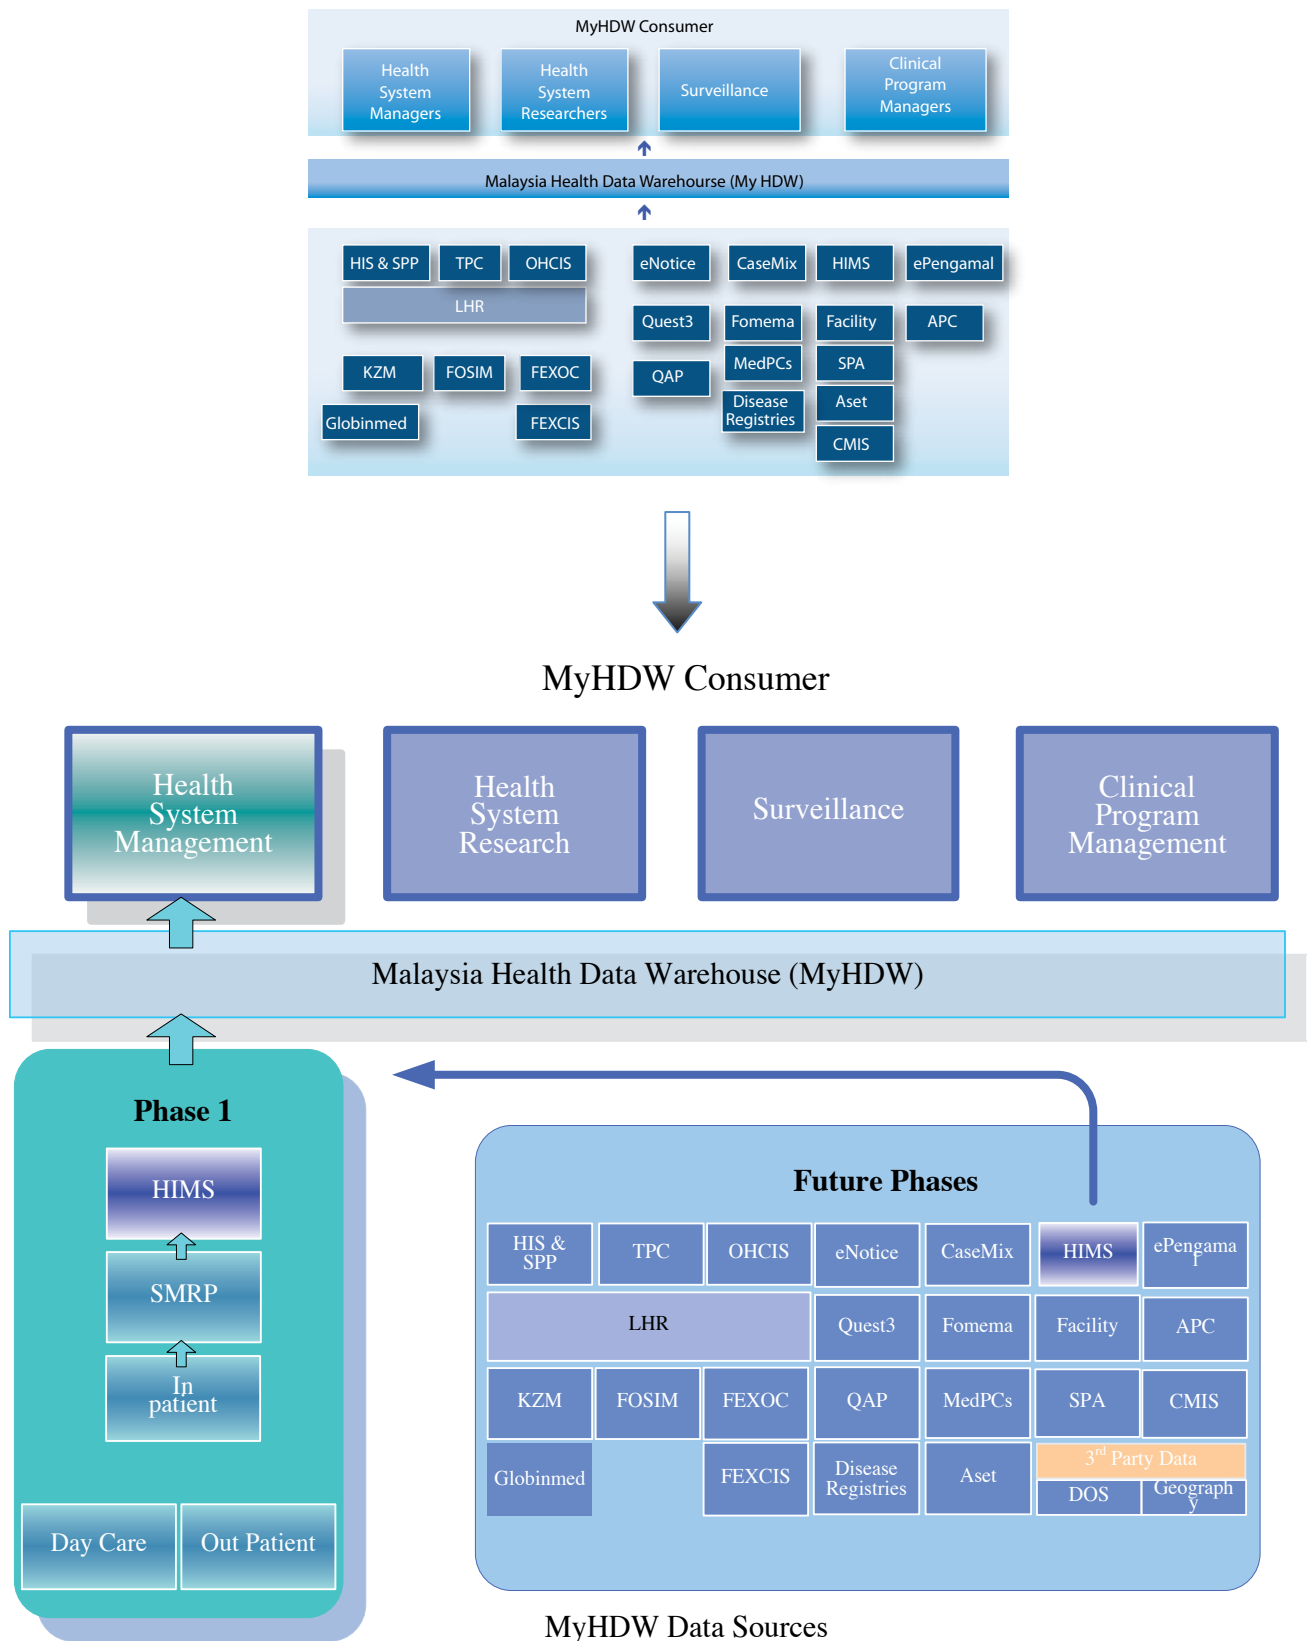 MyHDW Consumer
Health
System
Managers
Health
System
Researchers
Surveillance
Clinical
Program
Managers
Malaysia Health Data Warehourse (My HDW)
HIS & SPP
TPC
OHCIS
eNotice
CaseMix
HIMS
ePengamal
LHR
Quest3
Fomema
Facility
APC
KZM
FOSIM
FEXOC
QAP
MedPCs
SPA
Globinmed
FEXCIS
Disease
Registries
Aset
CMIS
MyHDW Consumer
Health
System
Management
Health
System
Research
Surveillance
Clinical
Program
Management
Malaysia Health Data Warehouse (MyHDW)
Phase 1
HIMS
SMRP
In
patient
Day Care
Out Patient
Future Phases
HIS &
SPP
TPC
OHCIS
eNotice
CaseMix
HIMS
ePengama
l
LHR
Quest3
Fomema
Facility
APC
KZM
FOSIM
FEXOC
QAP
MedPCs
SPA
CMIS
Globinmed
FEXCIS
Disease
Registries
Aset
3rd Party Data
DOS
Geograph
y
MyHDW Data Sources